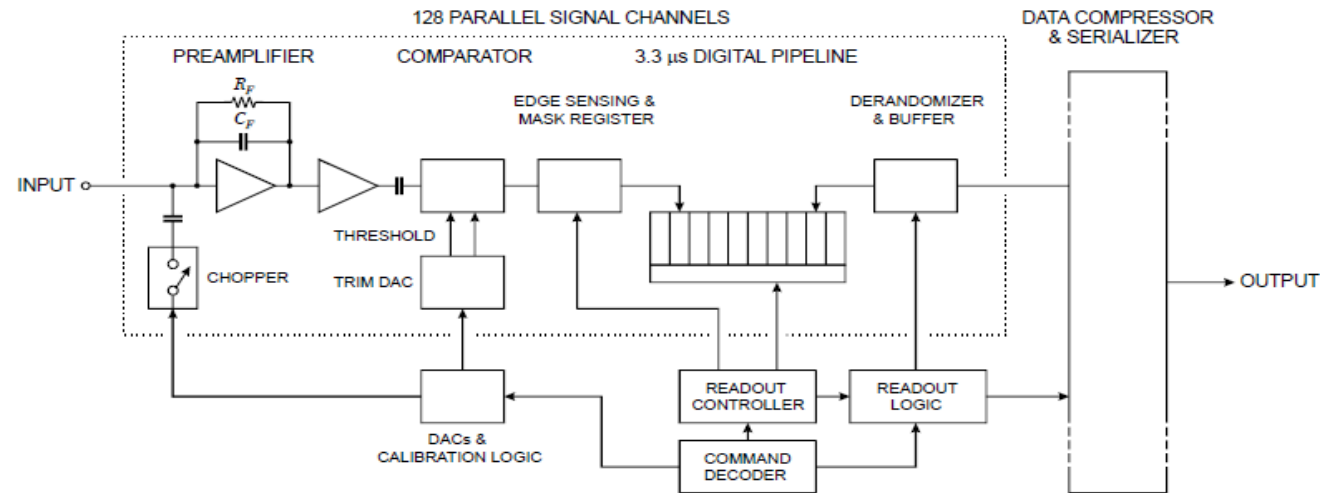 128 PARALLEL SIGNAL CHANNELS
DATA COMPRESSOR
& SERIALIZER
PREAMPLIFIER
COMPARATOR
3.3 μs DIGITAL PIPELINE
R_F
C_F
EDGE SENSING &
MASK REGISTER
DERANDOMIZER
& BUFFER
INPUT
THRESHOLD
CHOPPER
TRIM DAC
OUTPUT
READOUT
CONTROLLER
READOUT
LOGIC
DACs &
CALIBRATION LOGIC
COMMAND
DECODER